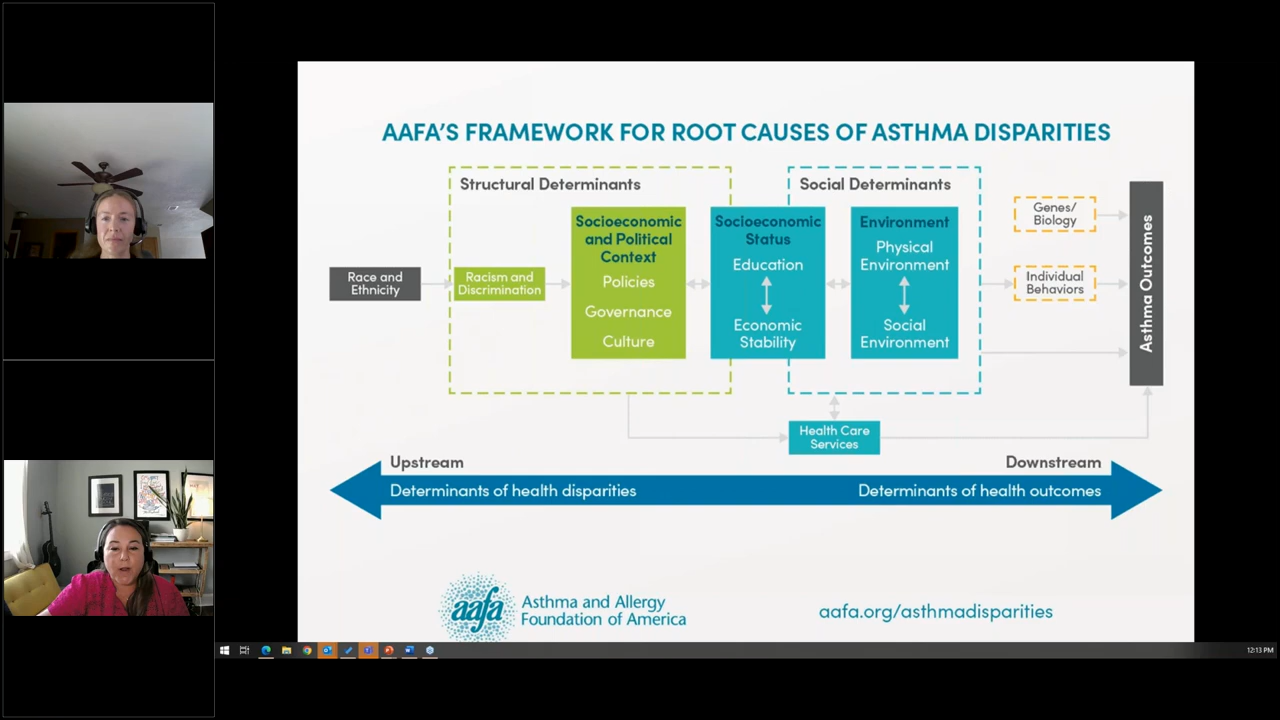 AAFA'S FRAMEWORK FOR ROOT CAUSES OF ASTHMA DISPARITIES
Structural Determinants
Social Determinants
Race and
Ethnicity
Racism and
Discrimination
Socioeconomic
and Political
Context
Policies
Governance
Culture
Socioeconomic
Status
Education
Economic
Stability
Environment
Physical
Environment
Social
Environment
Genes/
Biology
Individual
Behaviors
Asthma Outcomes
Health Care
Services
Upstream
Downstream
Determinants of health disparities
Determinants of health outcomes
aafa
Asthma and Allergy
Foundation of America
aafa.org/asthmadisparities
12:13 PM